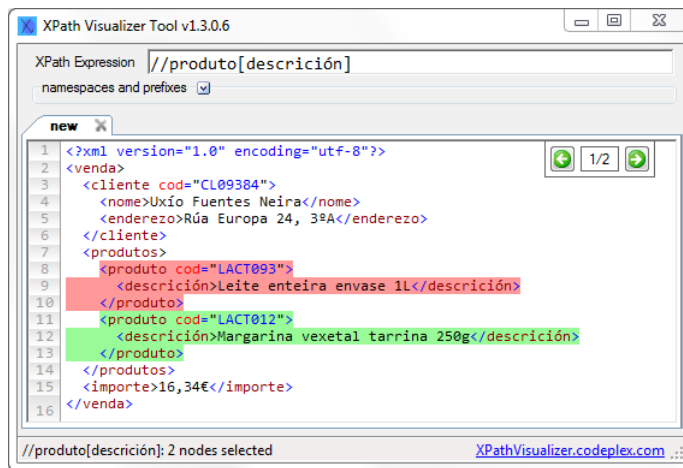 XPath Visualizer Tool v1.3.0.6
XPath Expression //produto[descrición]
namespaces and prefixes
new
1/2
1 <?xml version="1.0" encoding="utf-8"?>
2 <venda>
3 <cliente cod="CL09384">
4 <nome>Uxío Fuentes Neira</nome>
5 <enderezo>Rúa Europa 24, 3ºA</enderezo>
6 </cliente>
7 <produtos>
8 <produto cod="LACT093">
9 <descrición>Leite enteira envase 1L</descrición>
10 </produto>
11 <produto cod="LACT012">
12 <descrición>Margarina vexetal tarrina 250g</descrición>
13 </produto>
14 </produtos>
15 <importe>16,34€</importe>
16 </venda>
//produto[descrición]: 2 nodes selected XPathVisualizer.codeplex.com